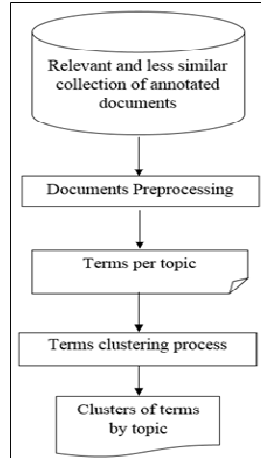 Relevant and less similar
collection of annotated
documents
Documents Preprocessing
Terms per topic
Terms clustering process
Clusters of terms
by topic